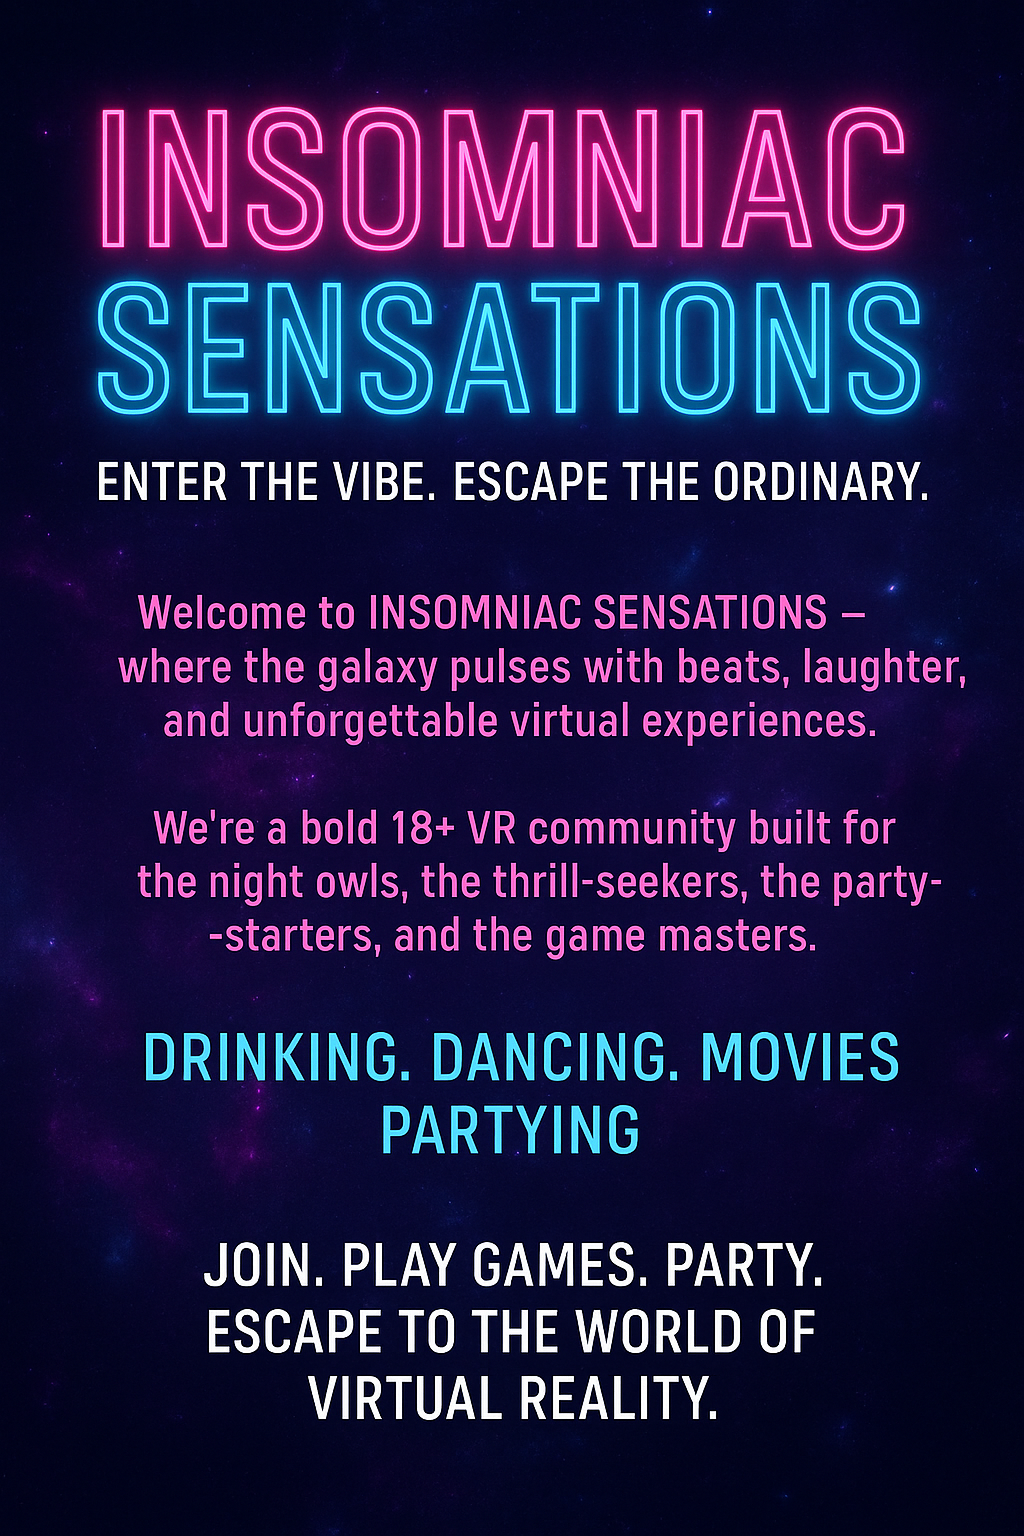 INSOMNIAC
SENSATIONS
ENTER THE VIBE. ESCAPE THE ORDINARY.
Welcome to INSOMNIAC SENSATIONS –
where the galaxy pulses with beats, laughter,
and unforgettable virtual experiences.
We're a bold 18+ VR community built for
the night owls, the thrill-seekers, the party-
-starters, and the game masters.
DRINKING. DANCING. MOVIES
PARTYING
JOIN. PLAY GAMES. PARTY.
ESCAPE TO THE WORLD OF
VIRTUAL REALITY.